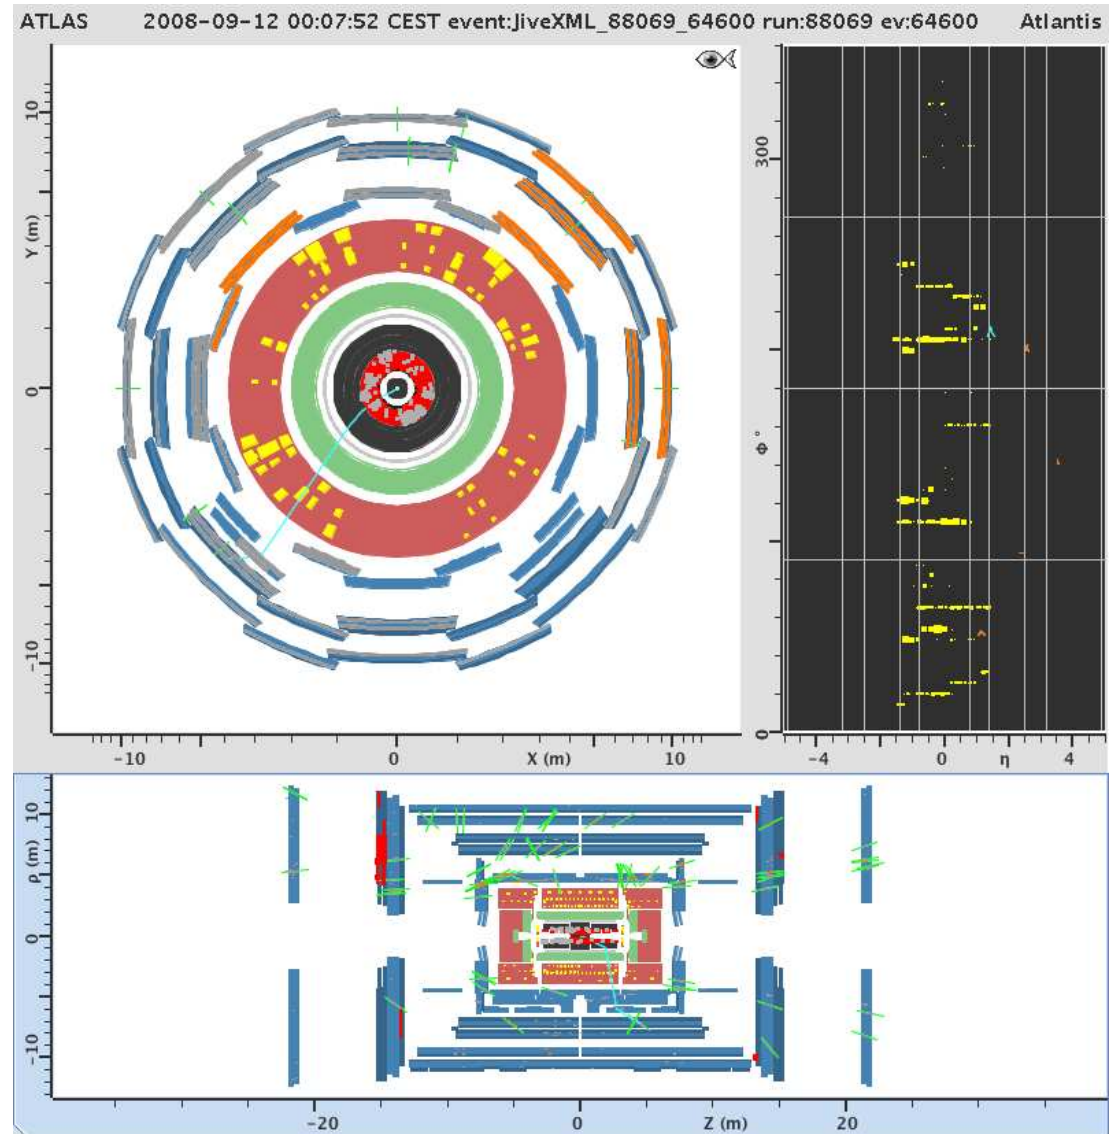 ATLAS 2008-09-12 00:07:52 CEST event:JiveXML_88069_64600 run:88069 ev:64600 Atlantis
10
Y (m)
0
-10
-10 0 X (m) 10
300
Φ°
0
-4 0 η 4
10
ρ (m)
0
-10
-20 0 Z (m) 20